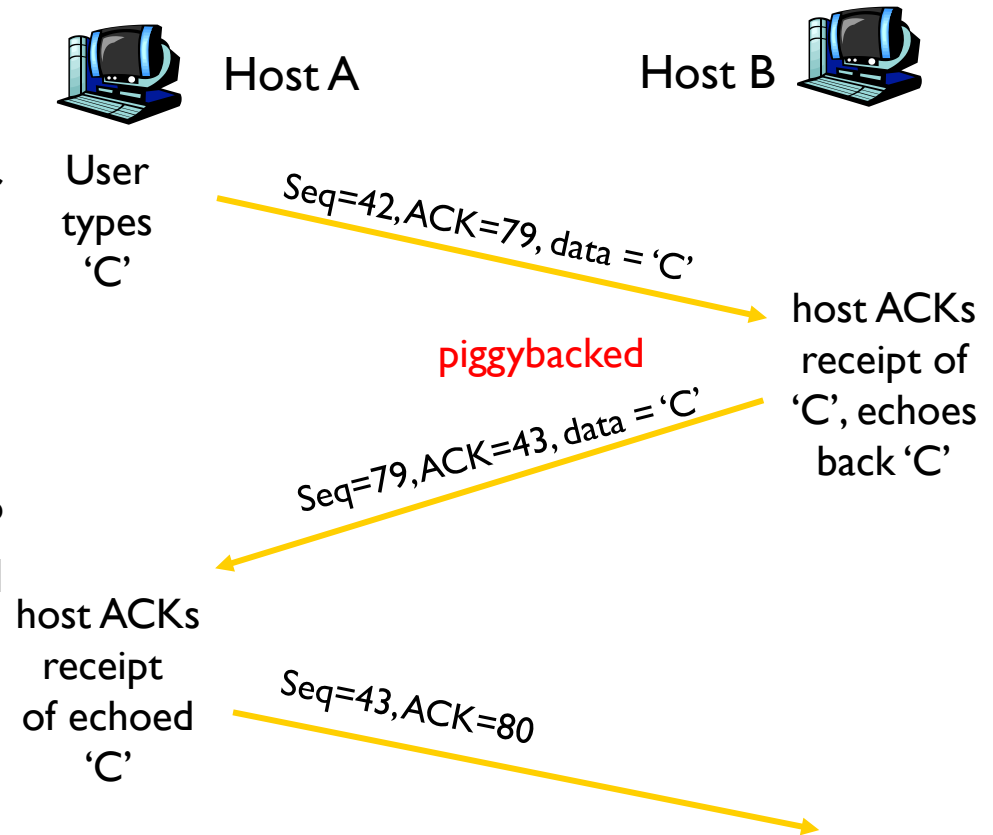 Host A
Host B
User
types
‘C’
Seq=42, ACK=79, data = ‘C’
host ACKs
receipt of
‘C’, echoes
back ‘C’
piggybacked
Seq=79, ACK=43, data = ‘C’
host ACKs
receipt
of echoed
‘C’
Seq=43, ACK=80